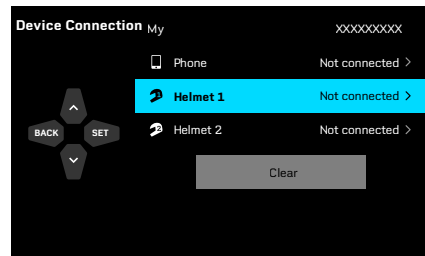 Device Connection My XXXXXXXXX
Phone Not connected >
Helmet 1 Not connected >
BACK SET
Helmet 2 Not connected >
Clear